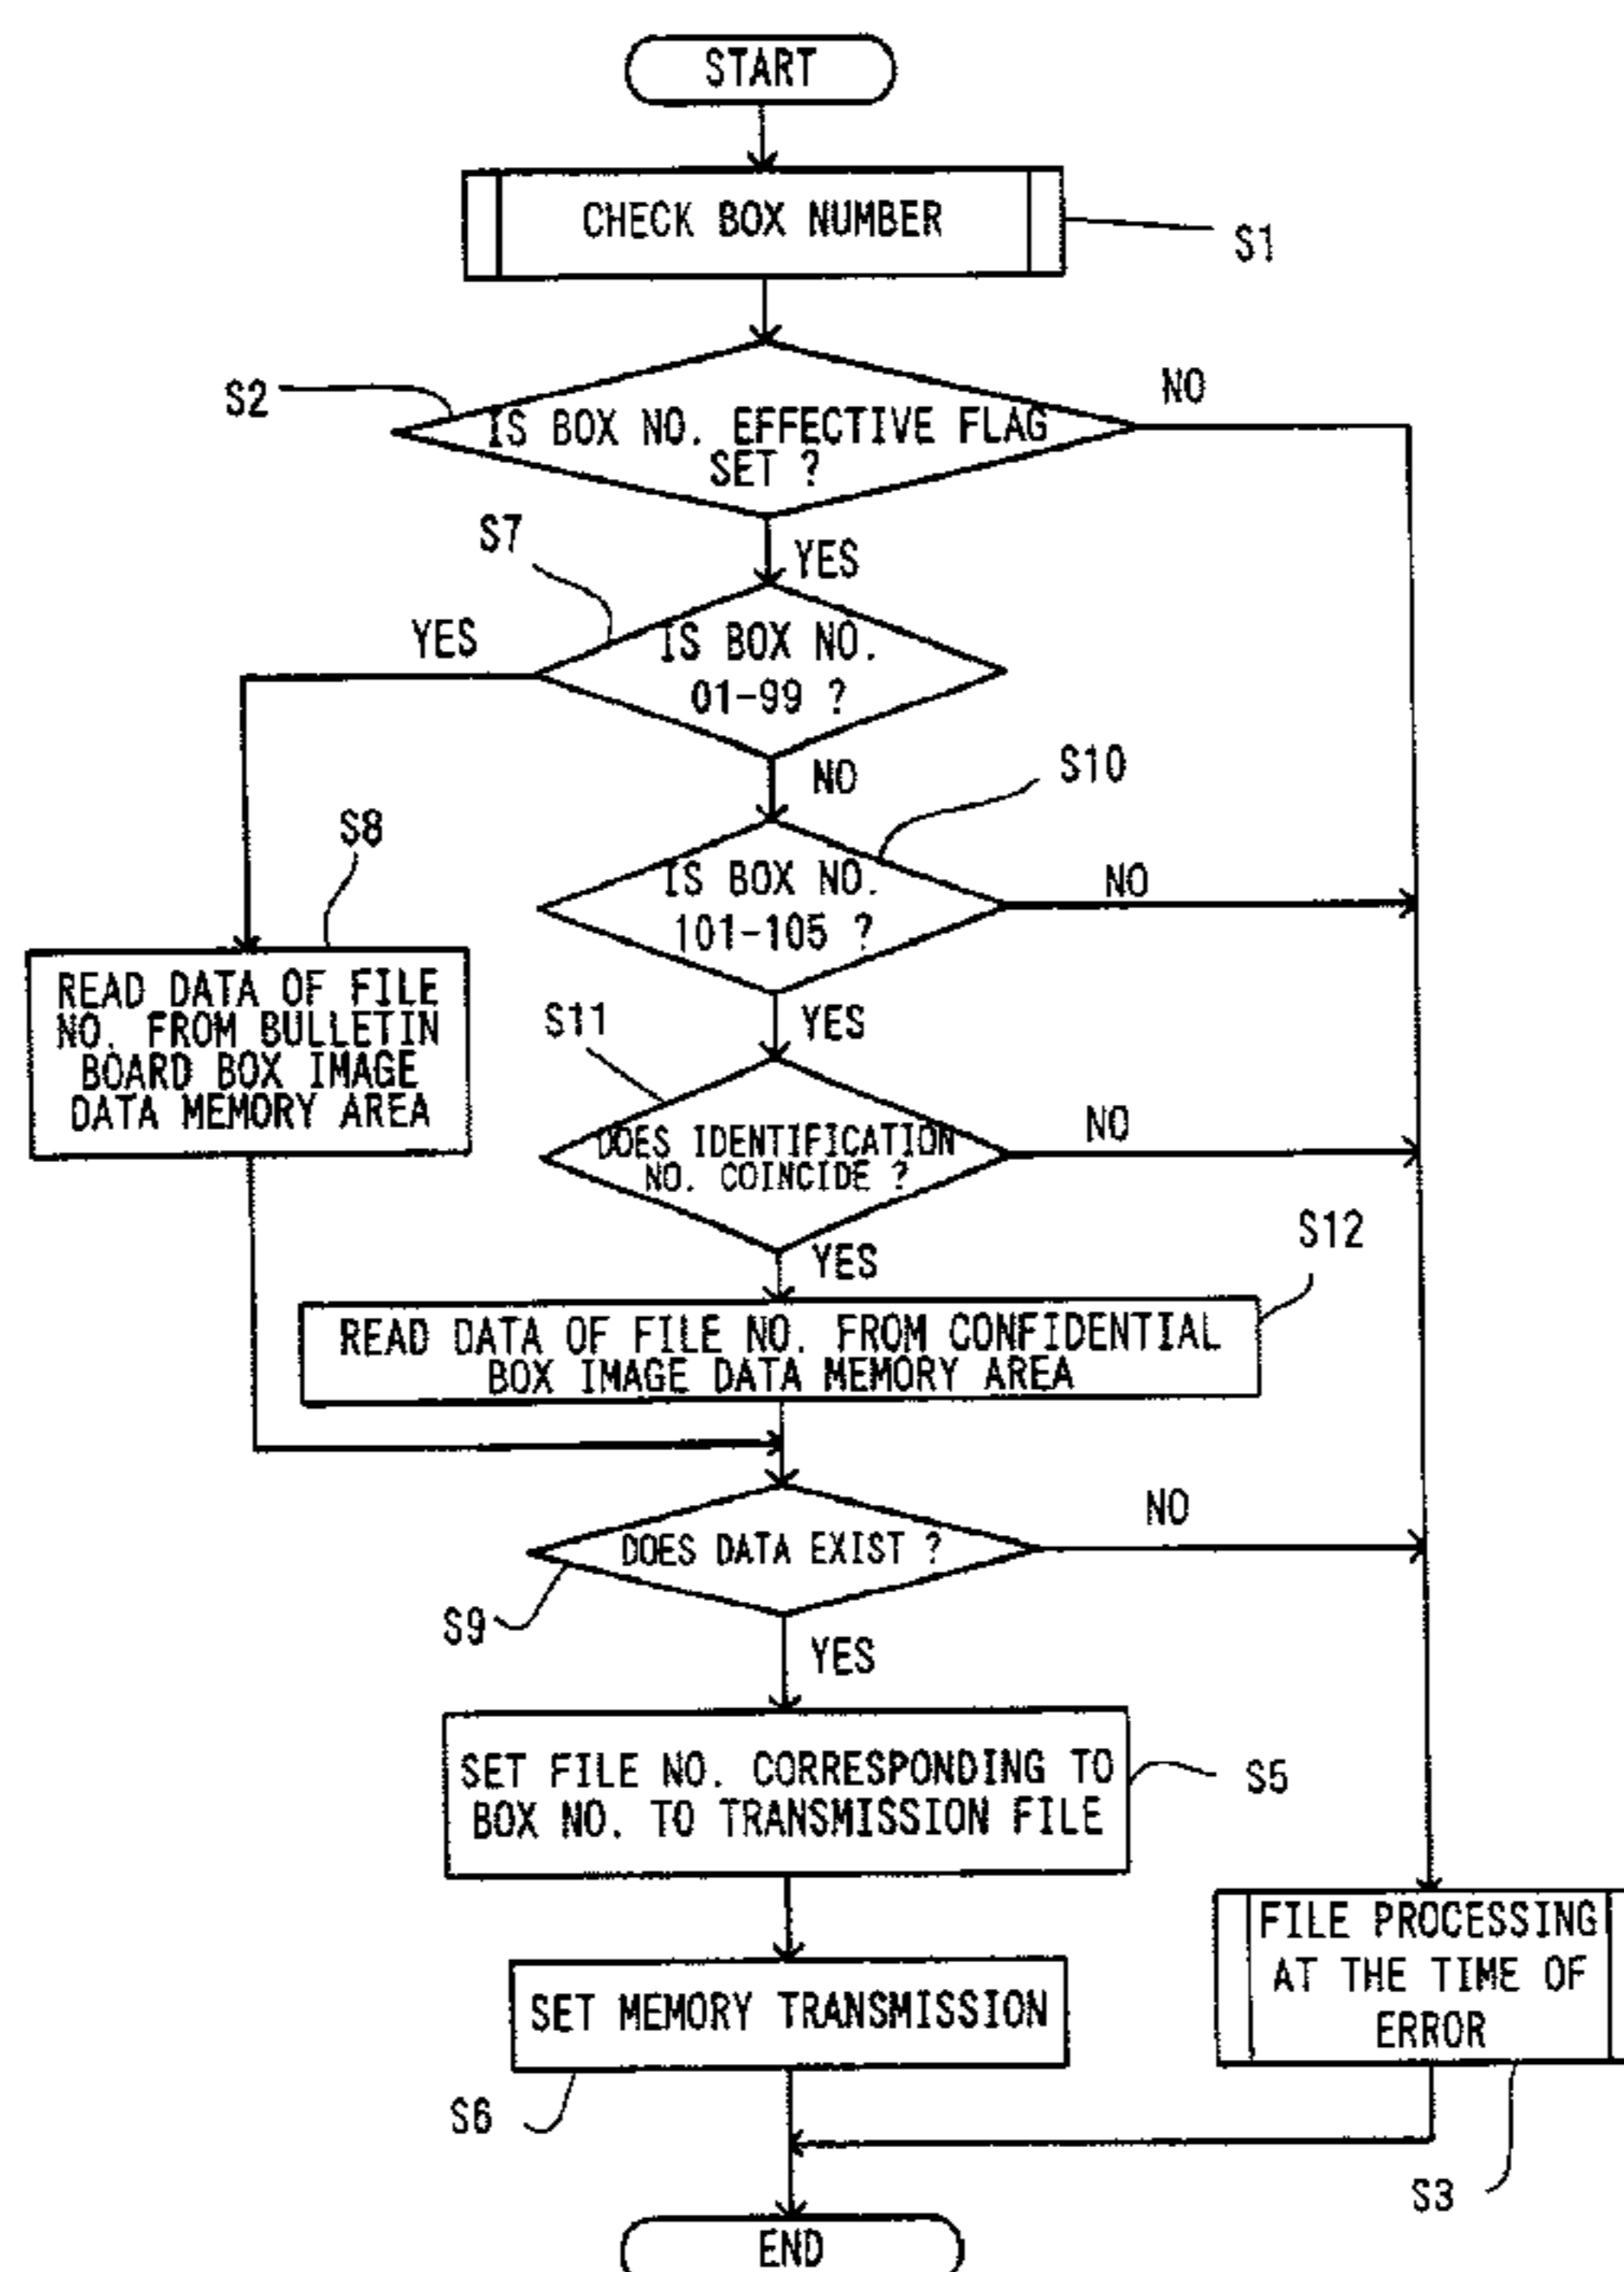 START
CHECK BOX NUMBER
S1
S2
IS BOX NO. EFFECTIVE FLAG
SET ?
NO
YES
S7
IS BOX NO.
01-99 ?
YES
NO
S10
IS BOX NO.
101-105 ?
NO
YES
S8
READ DATA OF FILE
NO. FROM BULLETIN
BOARD BOX IMAGE
DATA MEMORY AREA
S11
DOES IDENTIFICATION
NO. COINCIDE ?
NO
YES
S12
READ DATA OF FILE NO. FROM CONFIDENTIAL
BOX IMAGE DATA MEMORY AREA
DOES DATA EXIST ?
NO
S9
YES
SET FILE NO. CORRESPONDING TO
BOX NO. TO TRANSMISSION FILE
S5
SET MEMORY TRANSMISSION
S6
FILE PROCESSING
AT THE TIME OF
ERROR
S3
END